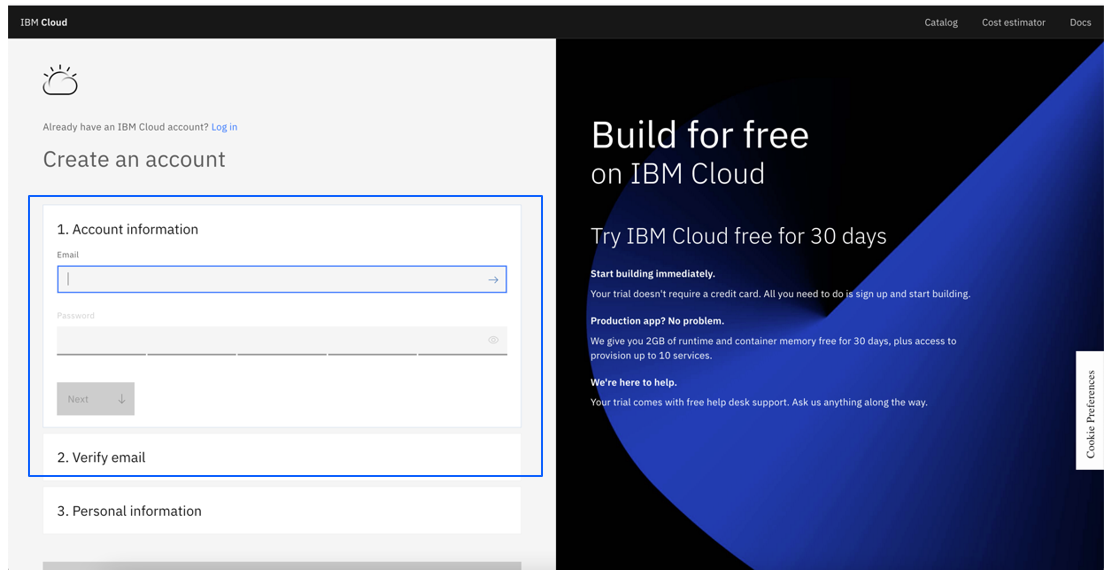 IBM Cloud
Catalog
Cost estimator
Docs
Already have an IBM Cloud account? Log in
Create an account
1. Account information
Email
Password
Next
2. Verify email
3. Personal information
Build for free
on IBM Cloud
Try IBM Cloud free for 30 days
Start building immediately.
Your trial doesn't require a credit card. All you need to do is sign up and start building.
Production app? No problem.
We give you 2GB of runtime and container memory free for 30 days, plus access to
provision up to 10 services.
We're here to help.
Your trial comes with free help desk support. Ask us anything along the way.
Cookie Preferences